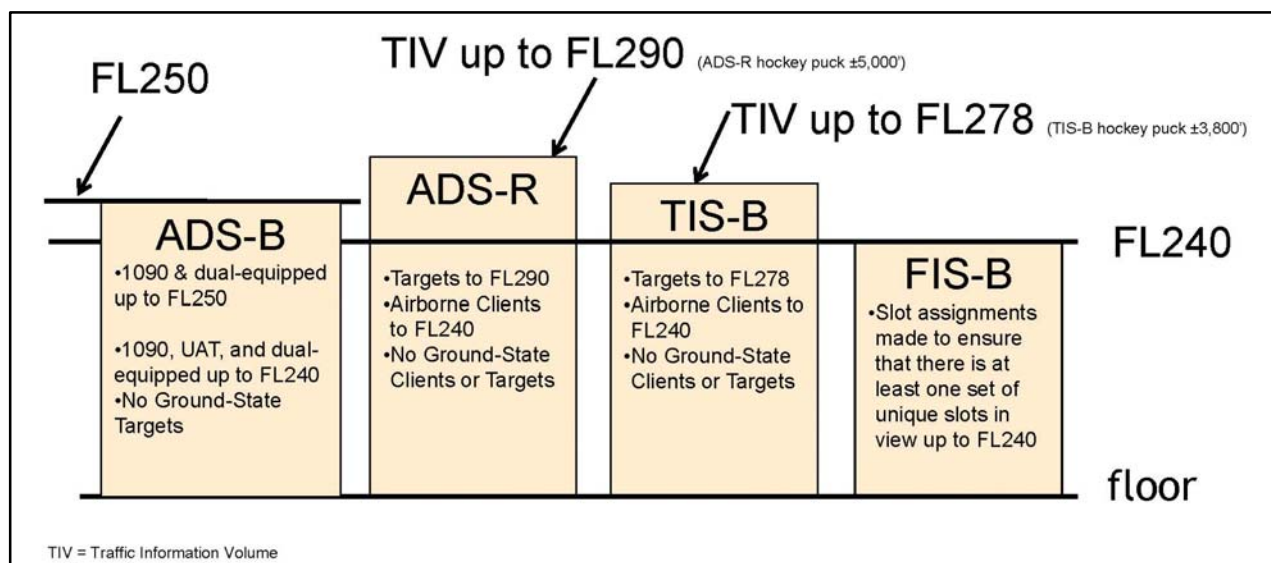 TIV up to FL290 (ADS-R hockey puck ±5,000')
FL250
TIV up to FL278 (TIS-B hockey puck ±3,800')
ADS-B
•1090 & dual-equipped
up to FL250
•1090, UAT, and dual-
equipped up to FL240
•No Ground-State
Targets
ADS-R
•Targets to FL290
•Airborne Clients
to FL240
•No Ground-State
Clients or Targets
TIS-B
•Targets to FL278
•Airborne Clients to
FL240
•No Ground-State
Clients or Targets
FL240
FIS-B
•Slot assignments
made to ensure
that there is at
least one set of
unique slots in
view up to FL240
floor
TIV = Traffic Information Volume